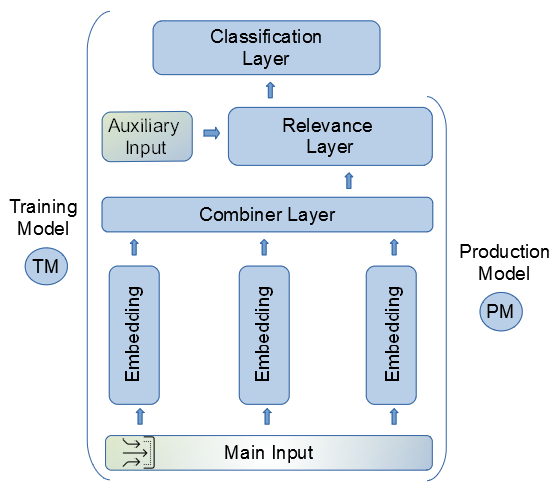 Classification
Layer
Auxiliary
Input
Relevance
Layer
Training
Model
TM
Combiner Layer
Production
Model
PM
Embedding
Embedding
Embedding
Main Input